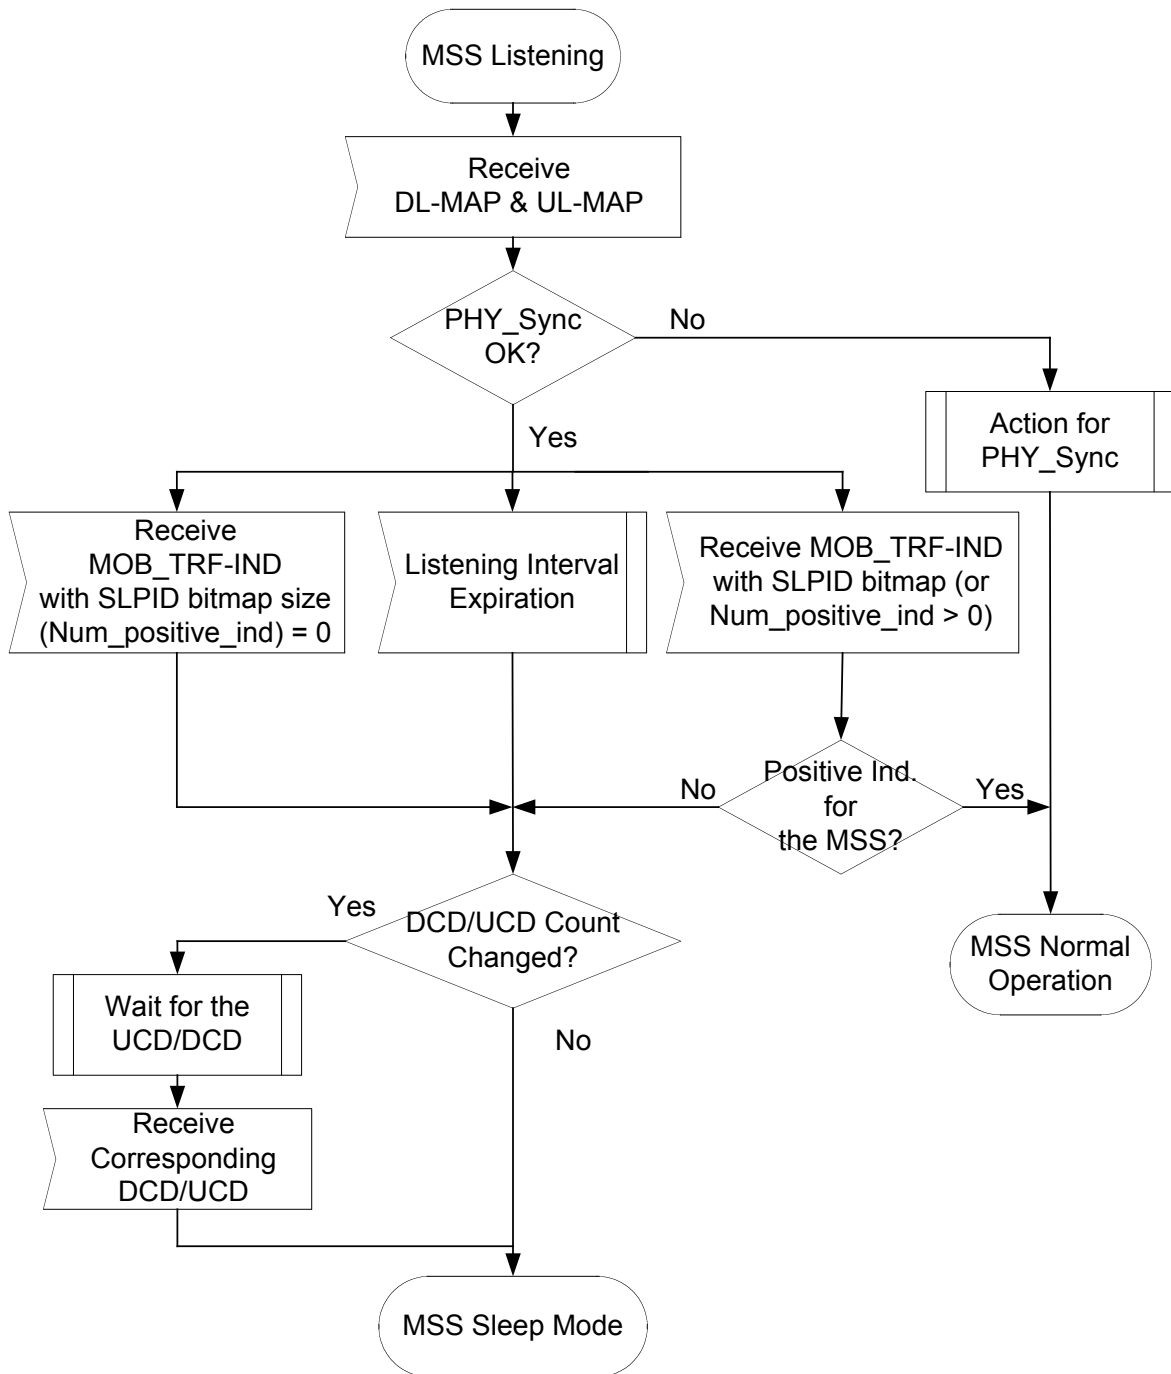 MSS Listening
Receive
DL-MAP & UL-MAP
PHY_Sync
OK?
No
Yes
Action for
PHY_Sync
Receive
MOB_TRF-IND
with SLPID bitmap size
(Num_positive_ind) = 0
Listening Interval
Expiration
Receive MOB_TRF-IND
with SLPID bitmap (or
Num_positive_ind > 0)
Positive Ind.
for
the MSS?
No
Yes
DCD/UCD Count
Changed?
Yes
No
MSS Normal
Operation
Wait for the
UCD/DCD
Receive
Corresponding
DCD/UCD
MSS Sleep Mode